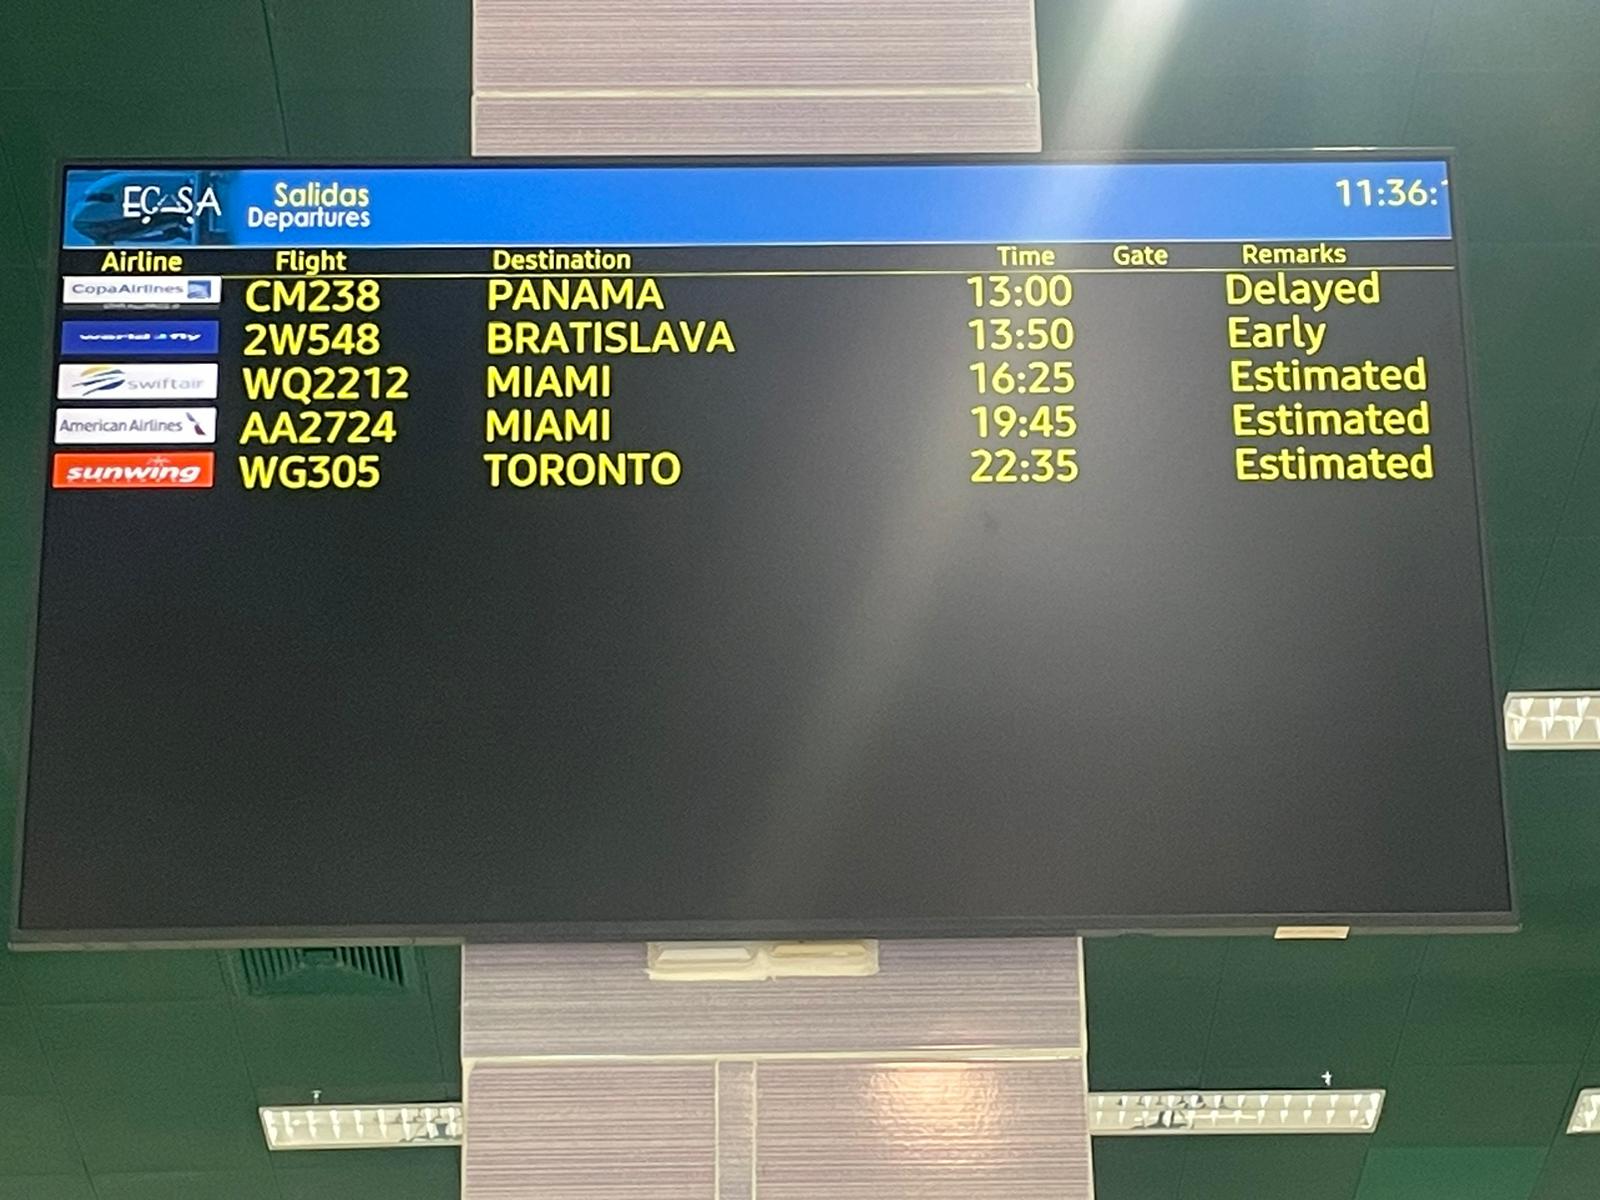 ECASA Salidas 11:36:
Departures
Airline Flight Destination Time Gate Remarks
CopaAirlines CM238 PANAMA 13:00 Delayed
world2fly 2W548 BRATISLAVA 13:50 Early
swiftair WQ2212 MIAMI 16:25 Estimated
American Airlines AA2724 MIAMI 19:45 Estimated
sunwing WG305 TORONTO 22:35 Estimated